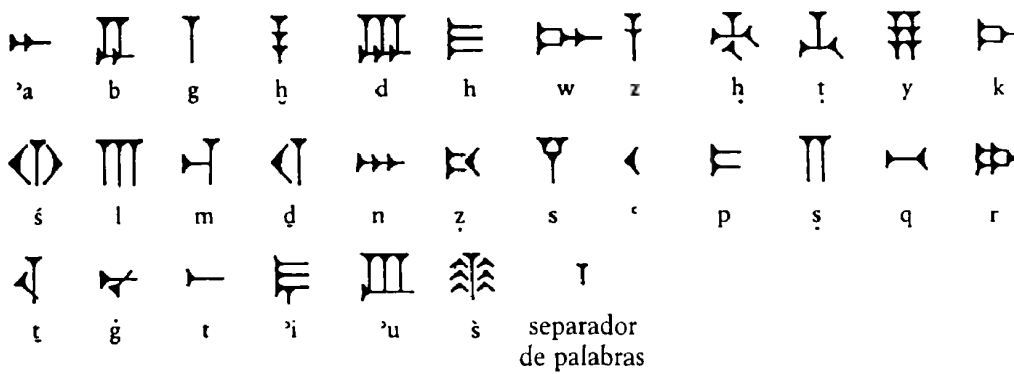 𐎀 𐎁 𐎂 𐎃 𐎄 𐎅 𐎆 𐎇 𐎈 𐎉 𐎊 𐎋
ʾa b g ḫ d h w z ḥ ṭ y k
𐎌 𐎍 𐎎 𐎏 𐎐 𐎑 𐎒 𐎓 𐎔 𐎕 𐎖 𐎗
ś l m ḏ n ẓ s ʿ p ṣ q r
𐎘 𐎙 𐎚 𐎛 𐎜 𐎝 𐎟
ṯ ġ t ʾi ʾu s̀ separador
de palabras